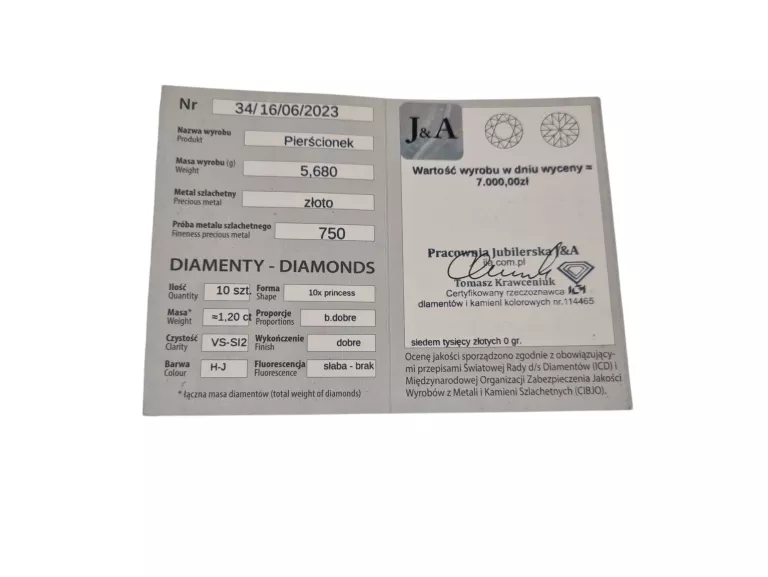 Nr 34/16/06/2023
Nazwa wyrobu
Produkt
Pierścionek
Masa wyrobu (g)
Weight
5,680
Metal szlachetny
Precious metal
złoto
Próba metalu szlachetnego
Fineness precious metal
750
DIAMENTY - DIAMONDS
Ilość
Quantity
10 szt.
Forma
Shape
10x princess
Masa*
Weight
≈1,20 ct
Proporcje
Proportions
b.dobre
Czystość
Clarity
VS-SI2
Wykończenie
Finish
dobre
Barwa
Colour
H-J
Fluorescencja
Fluorescence
słaba - brak
* łączna masa diamentów (total weight of diamonds)
J&A
Wartość wyrobu w dniu wyceny =
7.000,00zł
Pracownia Jubilerska J&A
Tomasz Krawceniuk
Certyfikowany rzeczoznawca
diamentów i kamieni kolorowych nr.114465
siedem tysięcy złotych 0 gr.
Ocenę jakości sporządzono zgodnie z obowiązują-
mi przepisami Światowej Rady d/s Diamentów (ICD) i
Międzynarodowej Organizacji Zabezpieczenia Jakości
Wyrobów z Metali i Kamieni Szlachetnych (CIBJO).